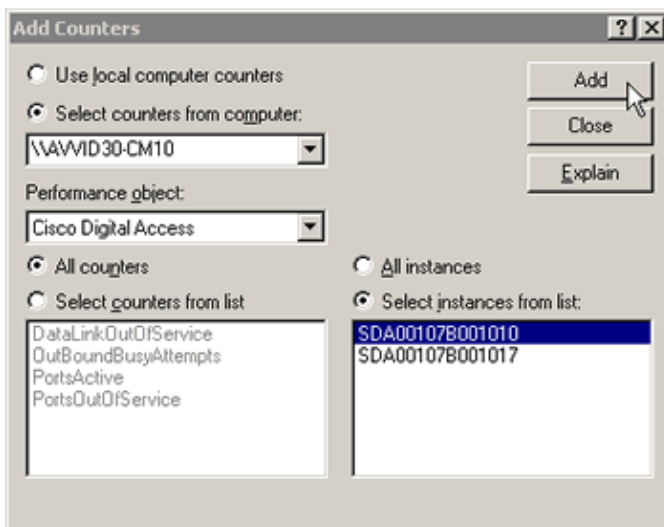 Add Counters
Use local computer counters
Select counters from computer:
\\AVVID30-CM10
Performance object:
Cisco Digital Access
All counters
Select counters from list
DataLinkOutOfService
OutBoundBusyAttempts
PortsActive
PortsOutOfService
All instances
Select instances from list:
SDA00107B001010
SDA00107B001017
Add
Close
Explain